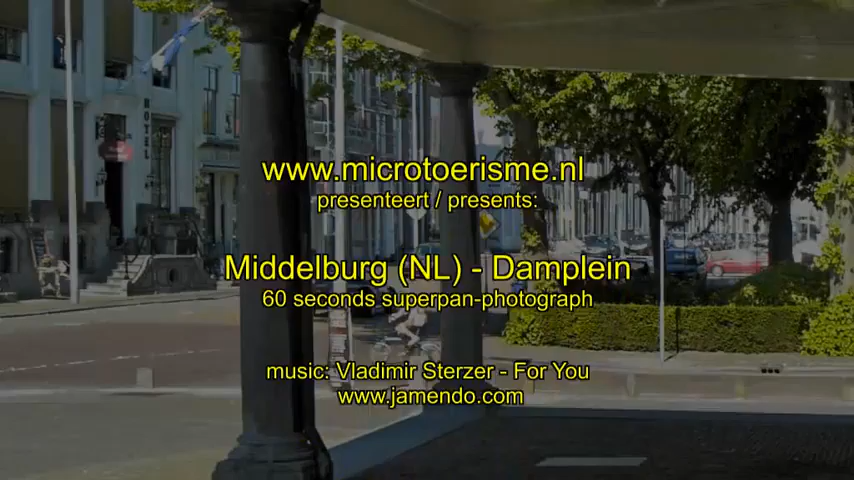 HOTEL
www.microtoerisme.nl
presenteert / presents:
Middelburg (NL) - Damplein
60 seconds superpan-photograph
music: Vladimir Sterzer - For You
www.jamendo.com